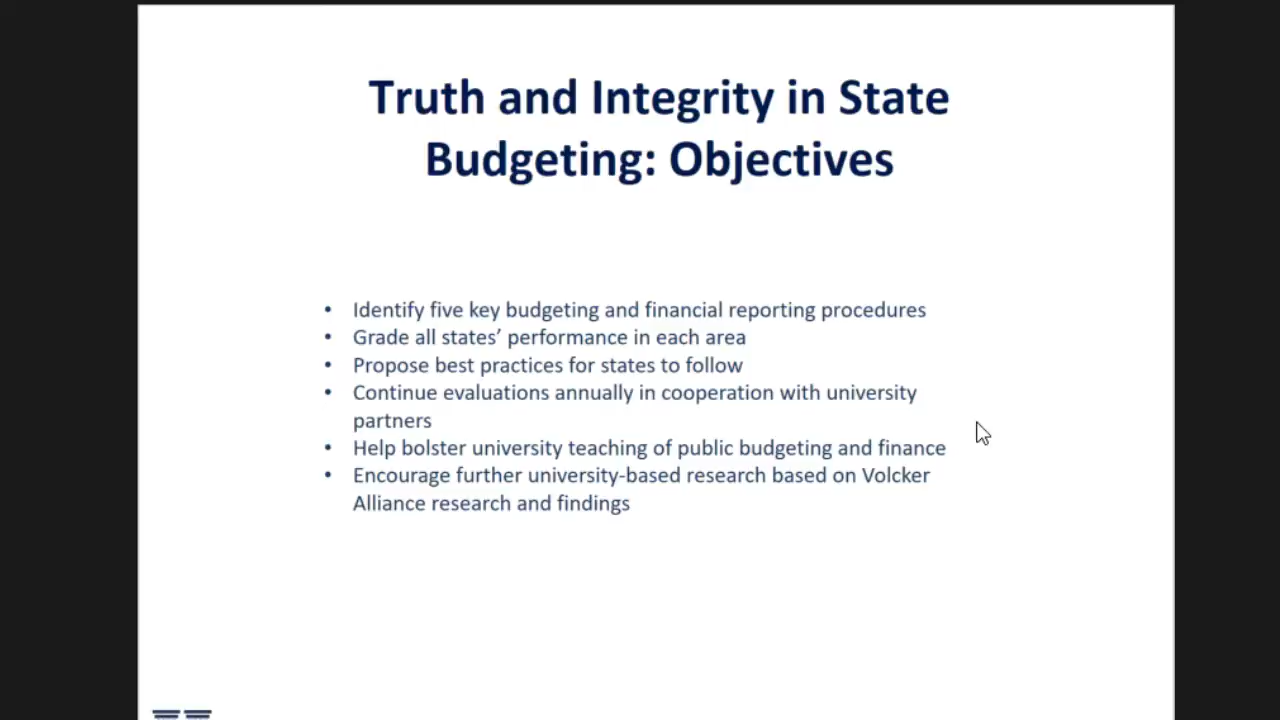 Truth and Integrity in State
Budgeting: Objectives
• Identify five key budgeting and financial reporting procedures
• Grade all states’ performance in each area
• Propose best practices for states to follow
• Continue evaluations annually in cooperation with university
partners
• Help bolster university teaching of public budgeting and finance
• Encourage further university-based research based on Volcker
Alliance research and findings